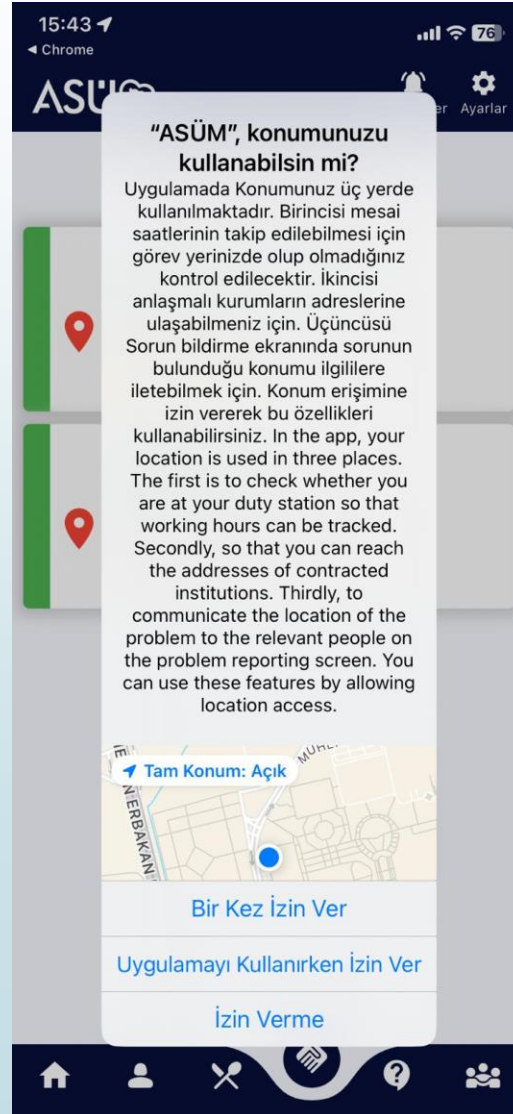 15:43
76
◀ Chrome
ASÜ
er Ayarlar
“ASÜM”, konumunuzu
kullanabilsin mi?
Uygulamada Konumunuz üç yerde
kullanılmaktadır. Birincisi mesai
saatlerinin takip edilebilmesi için
görev yerinizde olup olmadığınız
kontrol edilecektir. İkincisi
anlaşmalı kurumların adreslerine
ulaşabilmeniz için. Üçüncüsü
Sorun bildirme ekranında sorunun
bulunduğu konumu ilgililere
iletebilmek için. Konum erişimine
izin vererek bu özellikleri
kullanabilirsiniz. In the app, your
location is used in three places.
The first is to check whether you
are at your duty station so that
working hours can be tracked.
Secondly, so that you can reach
the addresses of contracted
institutions. Thirdly, to
communicate the location of the
problem to the relevant people on
the problem reporting screen. You
can use these features by allowing
location access.
Tam Konum: Açık
N ERBAKAN
Bir Kez İzin Ver
Uygulamayı Kullanırken İzin Ver
İzin Verme